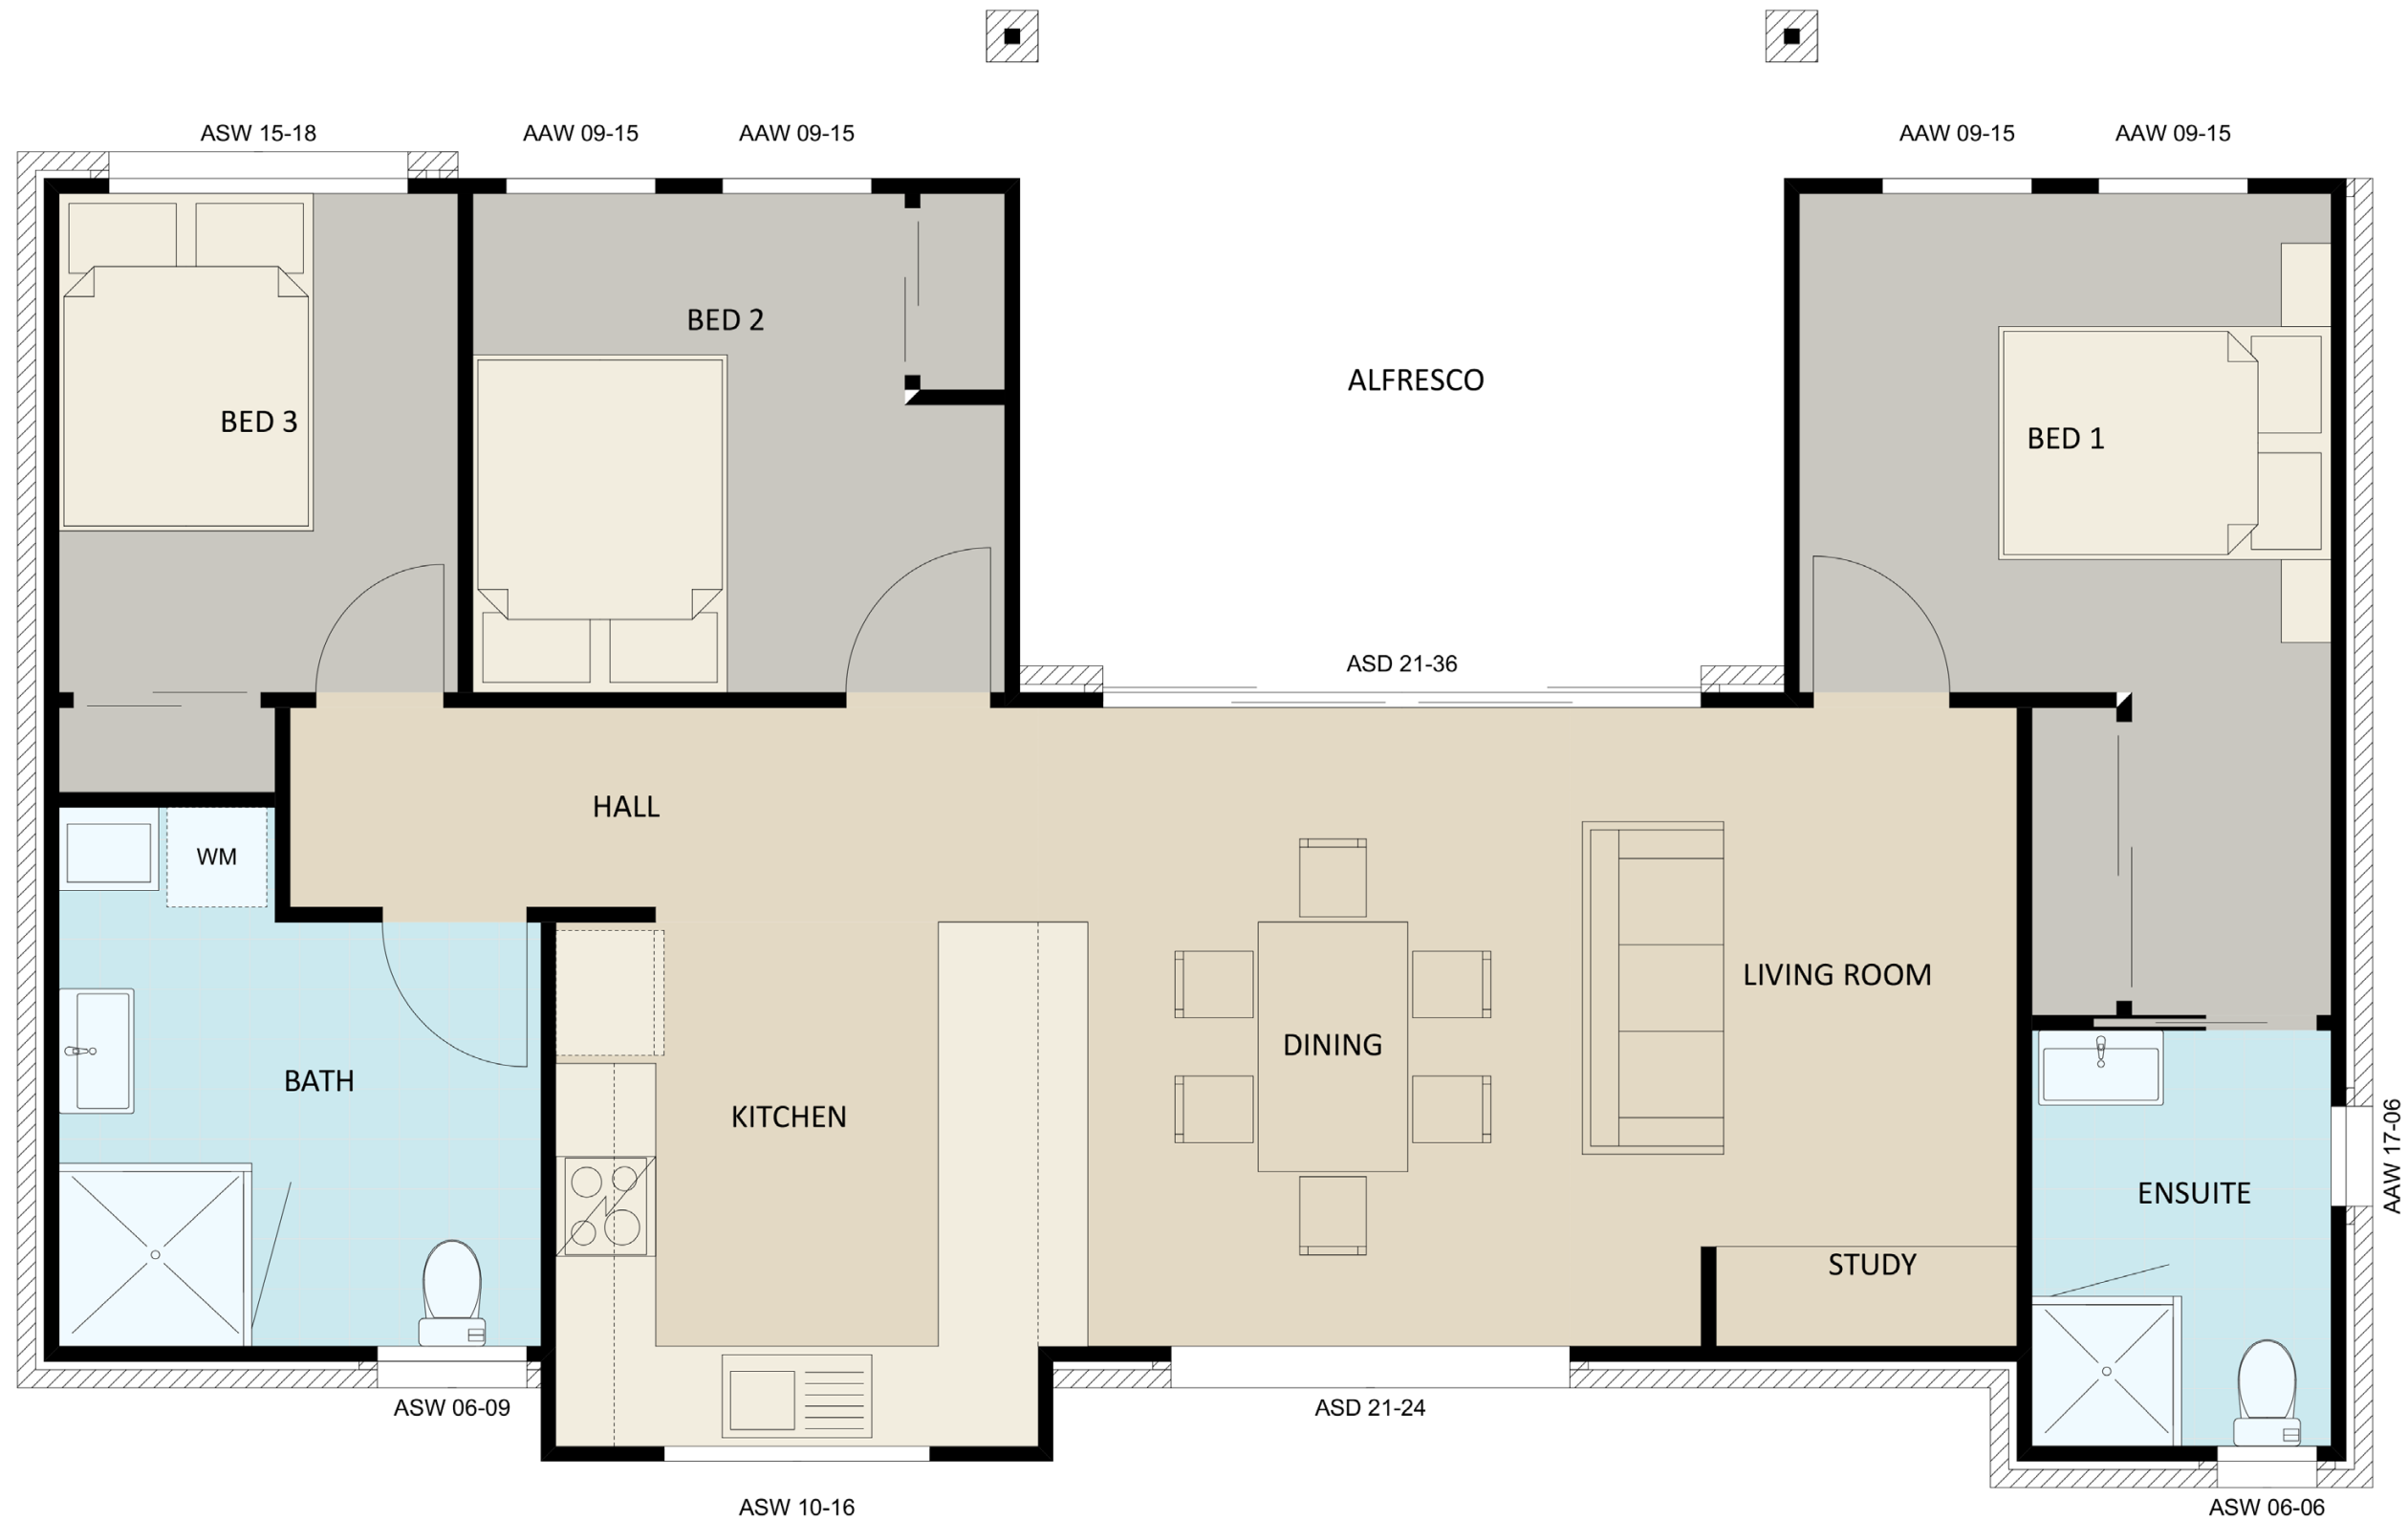 ASW 15-18
AAW 09-15
AAW 09-15
AAW 09-15
AAW 09-15
BED 2
ALFRESCO
BED 3
BED 1
ASD 21-36
HALL
WM
LIVING ROOM
DINING
BATH
KITCHEN
AAW 17-06
ENSUITE
STUDY
ASW 06-09
ASD 21-24
ASW 10-16
ASW 06-06